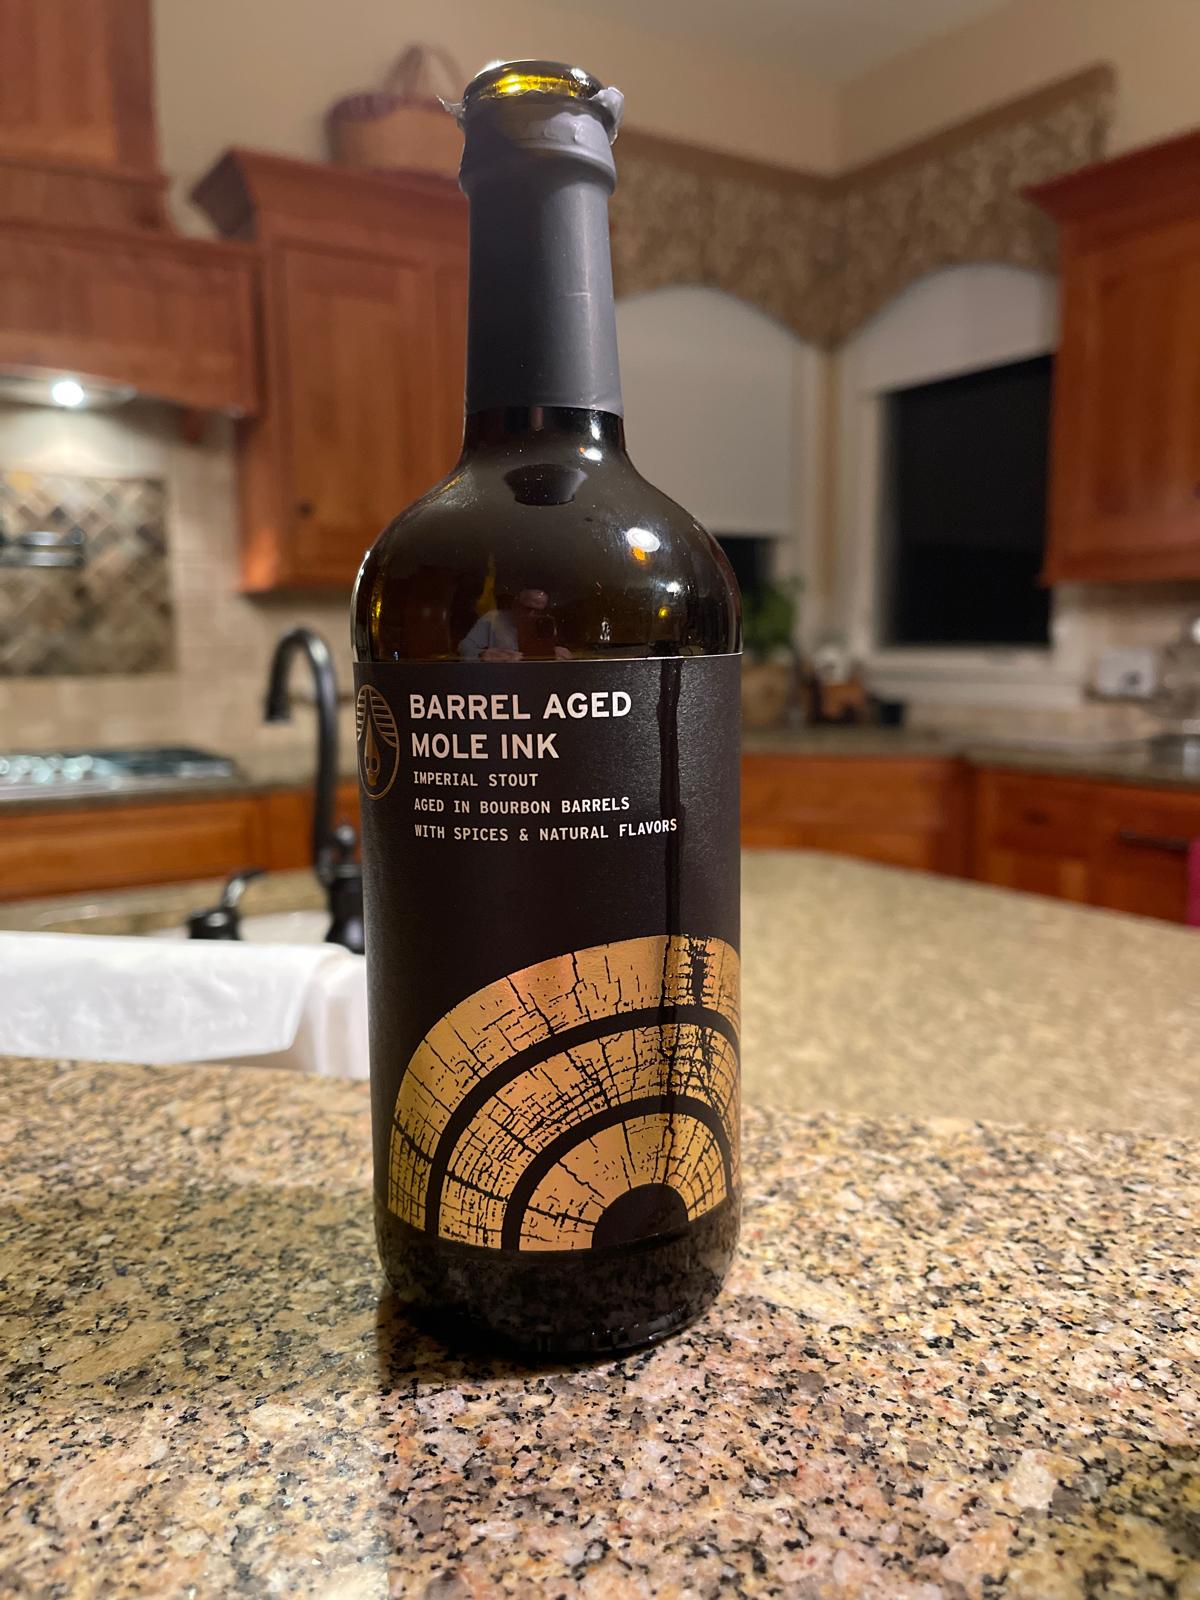 BARREL AGED
MOLE INK
IMPERIAL STOUT
AGED IN BOURBON BARRELS
WITH SPICES & NATURAL FLAVORS